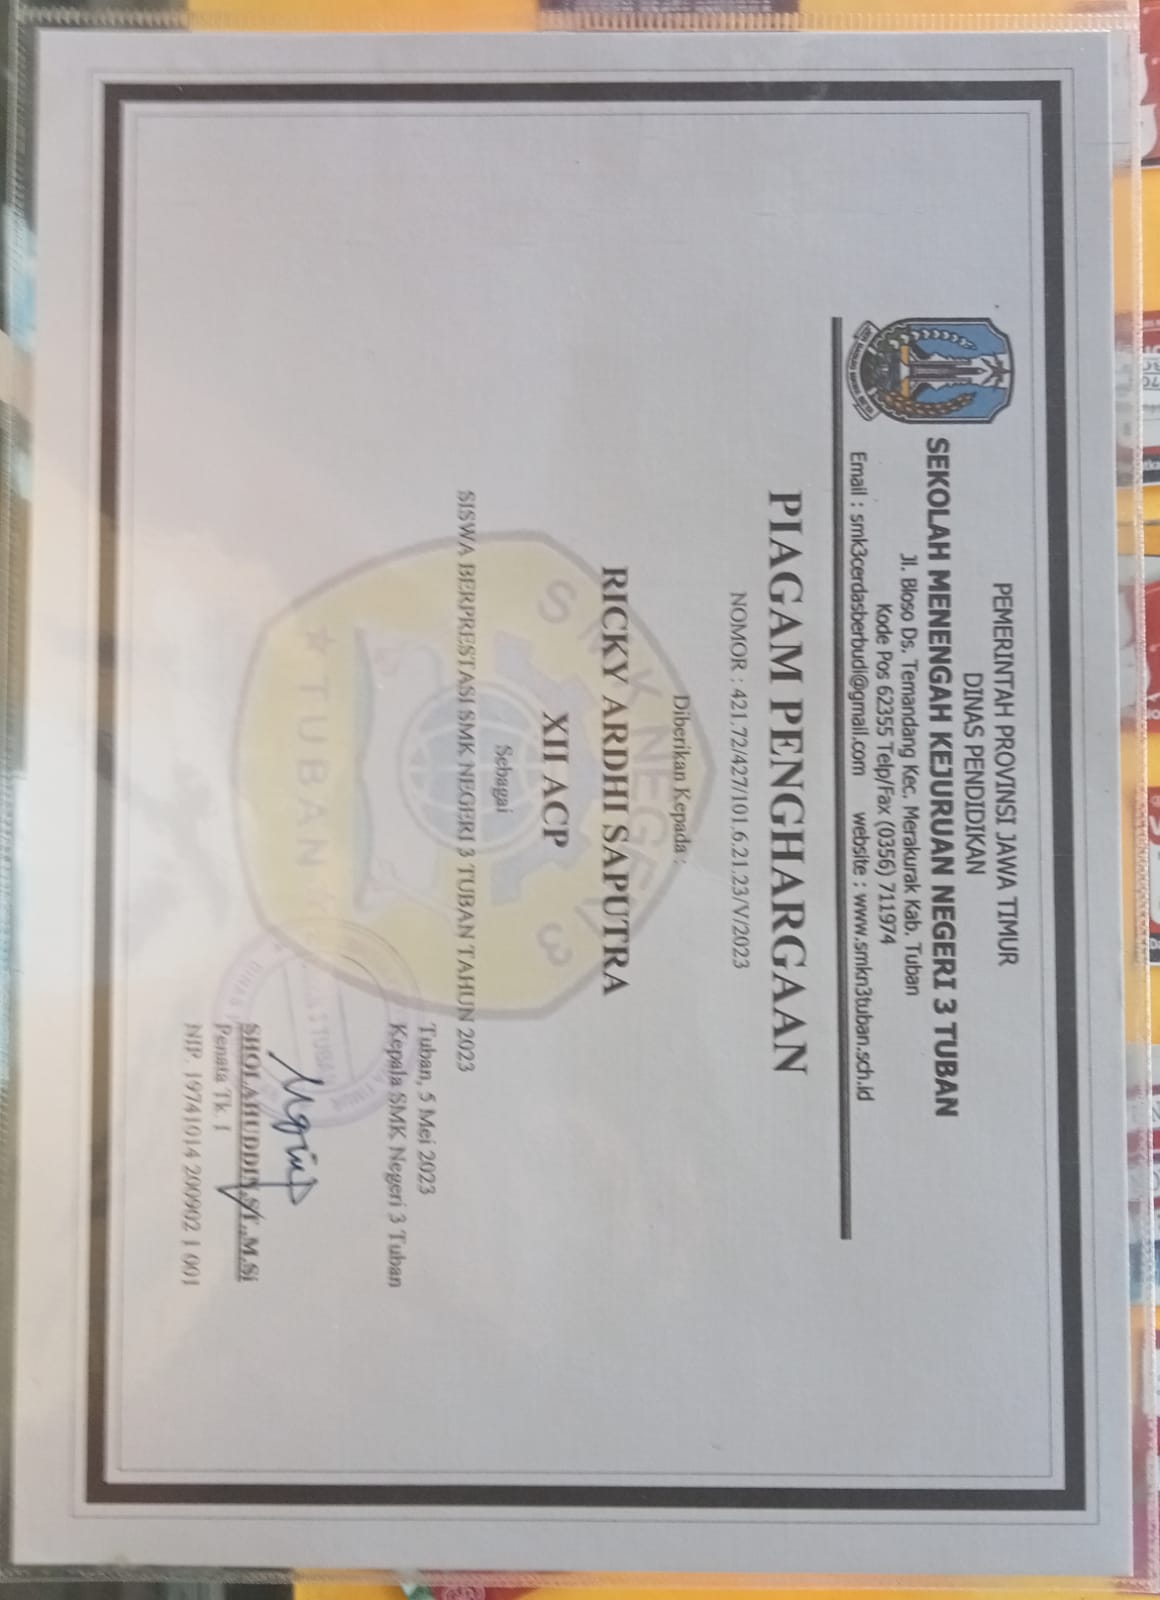 PEMERINTAH PROVINSI JAWA TIMUR
DINAS PENDIDIKAN
SEKOLAH MENENGAH KEJURUAN NEGERI 3 TUBAN
Jl. Bloso Ds. Temandang Kec. Merakurak Kab. Tuban
Kode Pos 62355 Telp/Fax (0356) 711974
Email : smk3cerdasberbudi@gmail.com website : www.smkn3tuban.sch.id
PIAGAM PENGHARGAAN
NOMOR : 421.72/427/101.6.21.23/V/2023
Diberikan Kepada :
SMK NEGERI 3
RICKY ARDHI SAPUTRA
XII ACP
Sebagai
SISWA BERPRESTASI SMK NEGERI 3 TUBAN TAHUN 2023
Tuban, 5 Mei 2023
Kepala SMK Negeri 3 Tuban
TUBAN
SHOLAHUDDIN,ST.,M.Si
Penata Tk. I
NIP. 19741014 200902 1 001